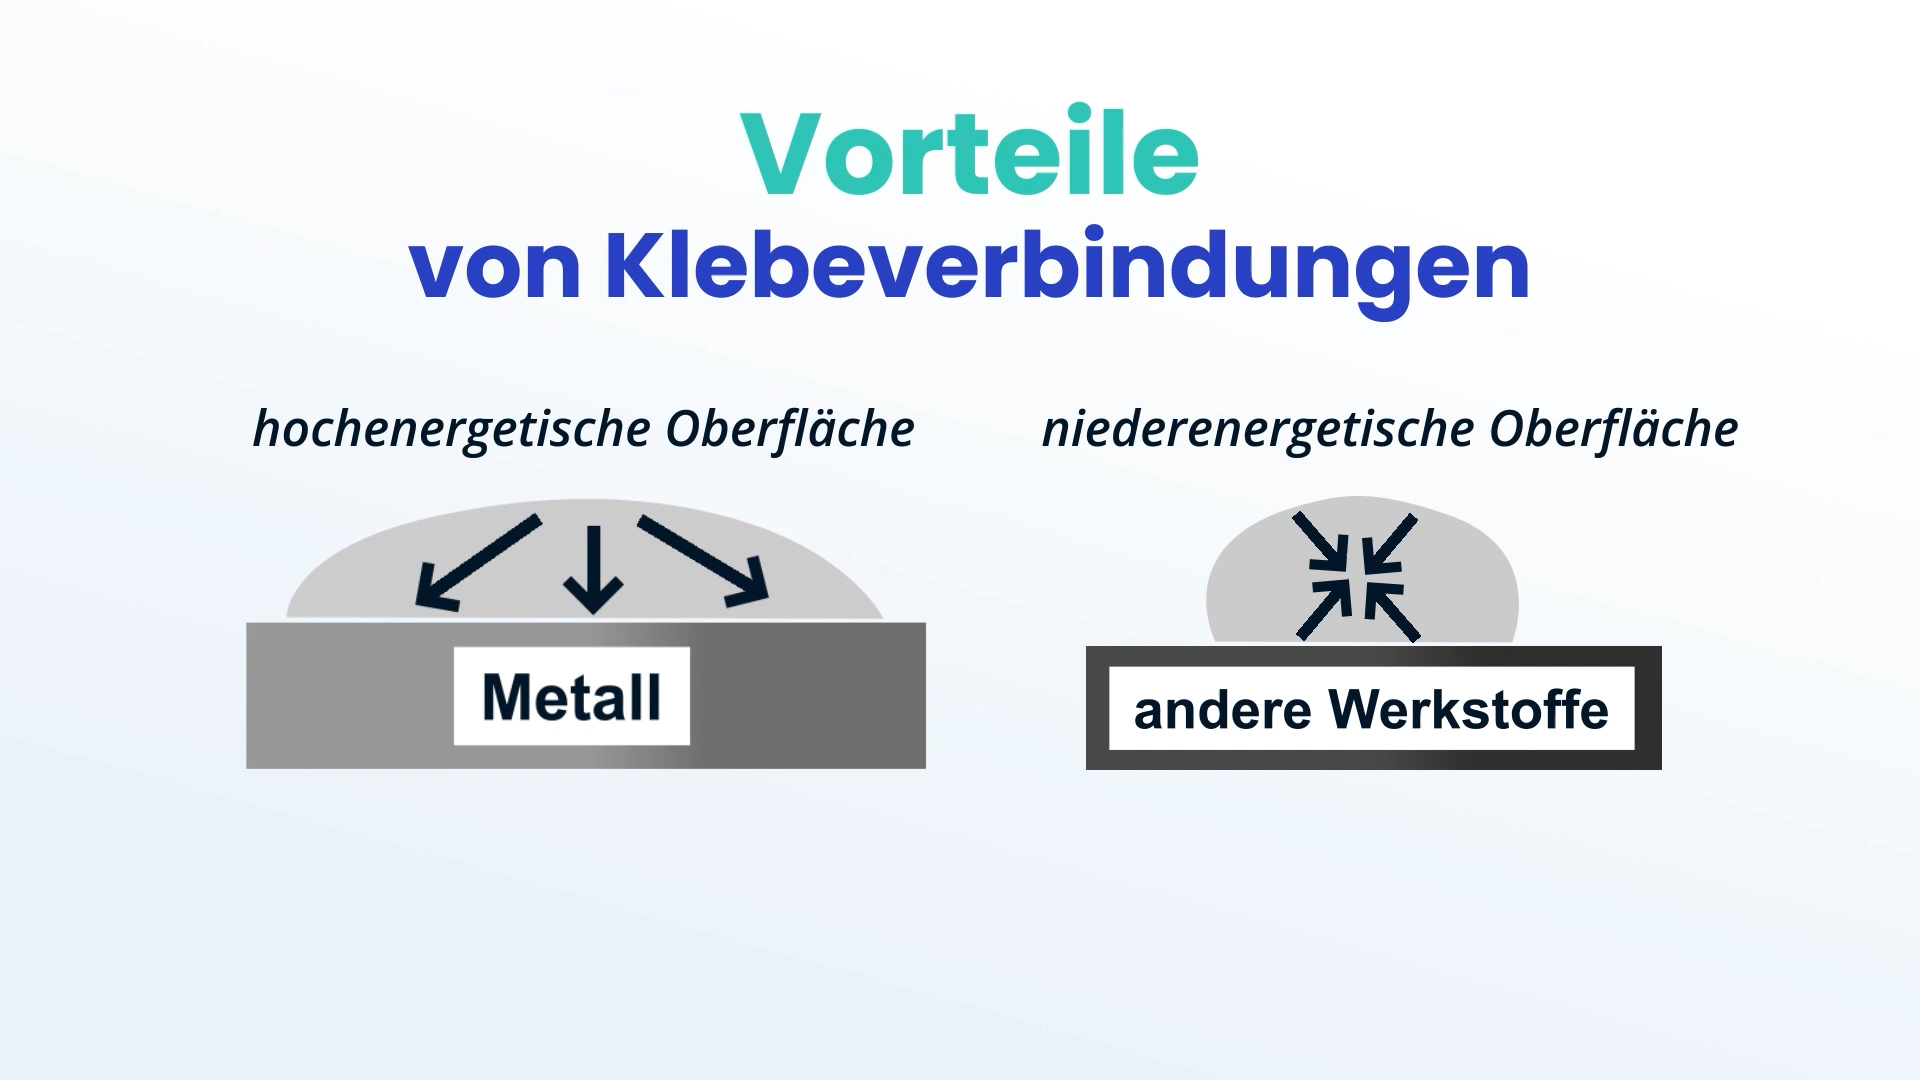 Vorteile
von Klebeverbindungen
hochenergetische Oberfläche
niederenergetische Oberfläche
Metall
andere Werkstoffe